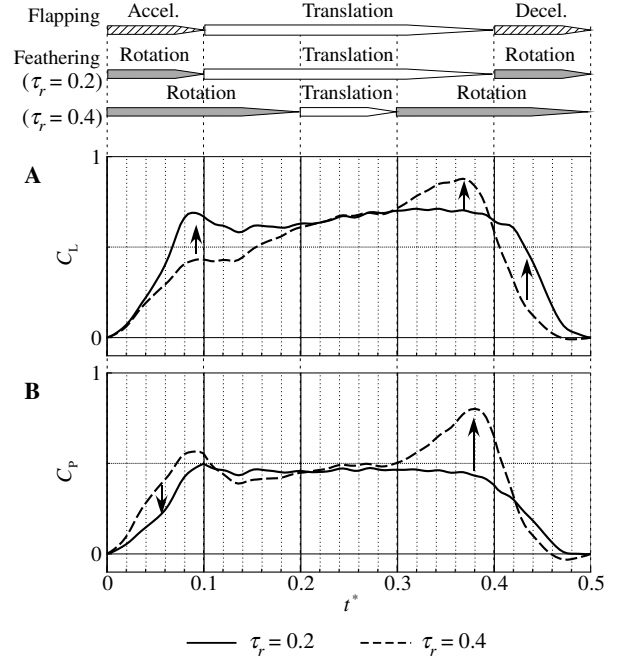 Flapping Accel. Translation Decel.
Feathering Rotation Translation Rotation
(τr = 0.2)
Rotation Translation Rotation
(τr = 0.4)
A
1
CL
0
B
1
CP
0
0 0.1 0.2 0.3 0.4 0.5
t*
τr = 0.2 τr = 0.4